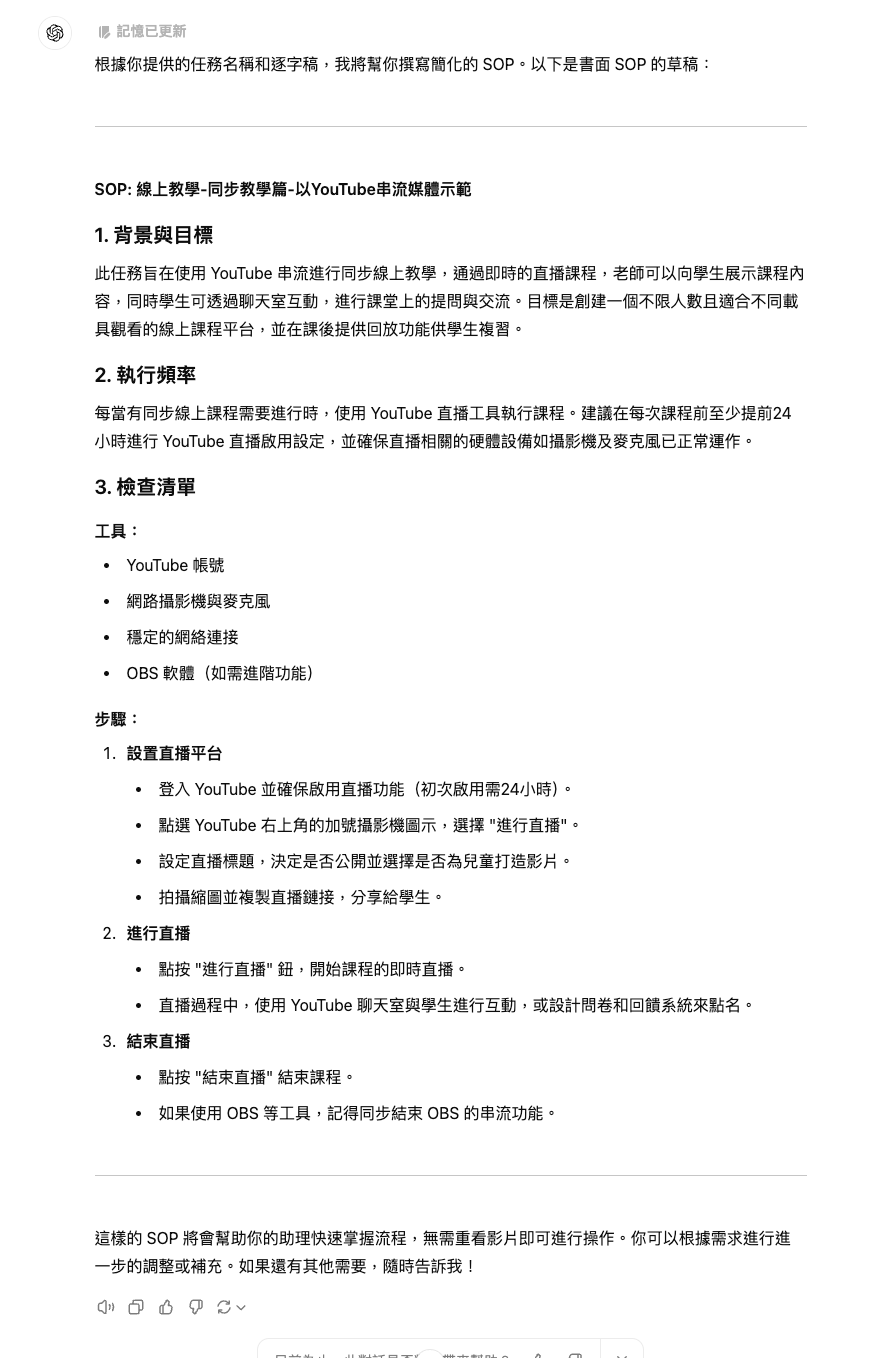 記憶已更新
根據你提供的任務名稱和逐字稿，我將幫你撰寫簡化的 SOP。以下是書面 SOP 的草稿：
SOP: 線上教學-同步教學篇-以YouTube串流媒體示範
1. 背景與目標
此任務旨在使用 YouTube 串流進行同步線上教學，通過即時的直播課程，老師可以向學生展示課程內
容，同時學生可透過聊天室互動，進行課堂上的提問與交流。目標是創建一個不限人數且適合不同載
具觀看的線上課程平台，並在課後提供回放功能供學生複習。
2. 執行頻率
每當有同步線上課程需要進行時，使用 YouTube 直播工具執行課程。建議在每次課程前至少提前24
小時進行 YouTube 直播啟用設定，並確保直播相關的硬體設備如攝影機及麥克風已正常運作。
3. 檢查清單
工具：
• YouTube 帳號
• 網路攝影機與麥克風
• 穩定的網絡連接
• OBS 軟體（如需進階功能）
步驟：
1. 設置直播平台
• 登入 YouTube 並確保啟用直播功能（初次啟用需24小時）。
• 點選 YouTube 右上角的加號攝影機圖示，選擇 "進行直播"。
• 設定直播標題，決定是否公開並選擇是否為兒童打造影片。
• 拍攝縮圖並複製直播鏈接，分享給學生。
2. 進行直播
• 點按 "進行直播" 鈕，開始課程的即時直播。
• 直播過程中，使用 YouTube 聊天室與學生進行互動，或設計問卷和回饋系統來點名。
3. 結束直播
• 點按 "結束直播" 結束課程。
• 如果使用 OBS 等工具，記得同步結束 OBS 的串流功能。
這樣的 SOP 將會幫助你的助理快速掌握流程，無需重看影片即可進行操作。你可以根據需求進行進
一步的調整或補充。如果還有其他需要，隨時告訴我！